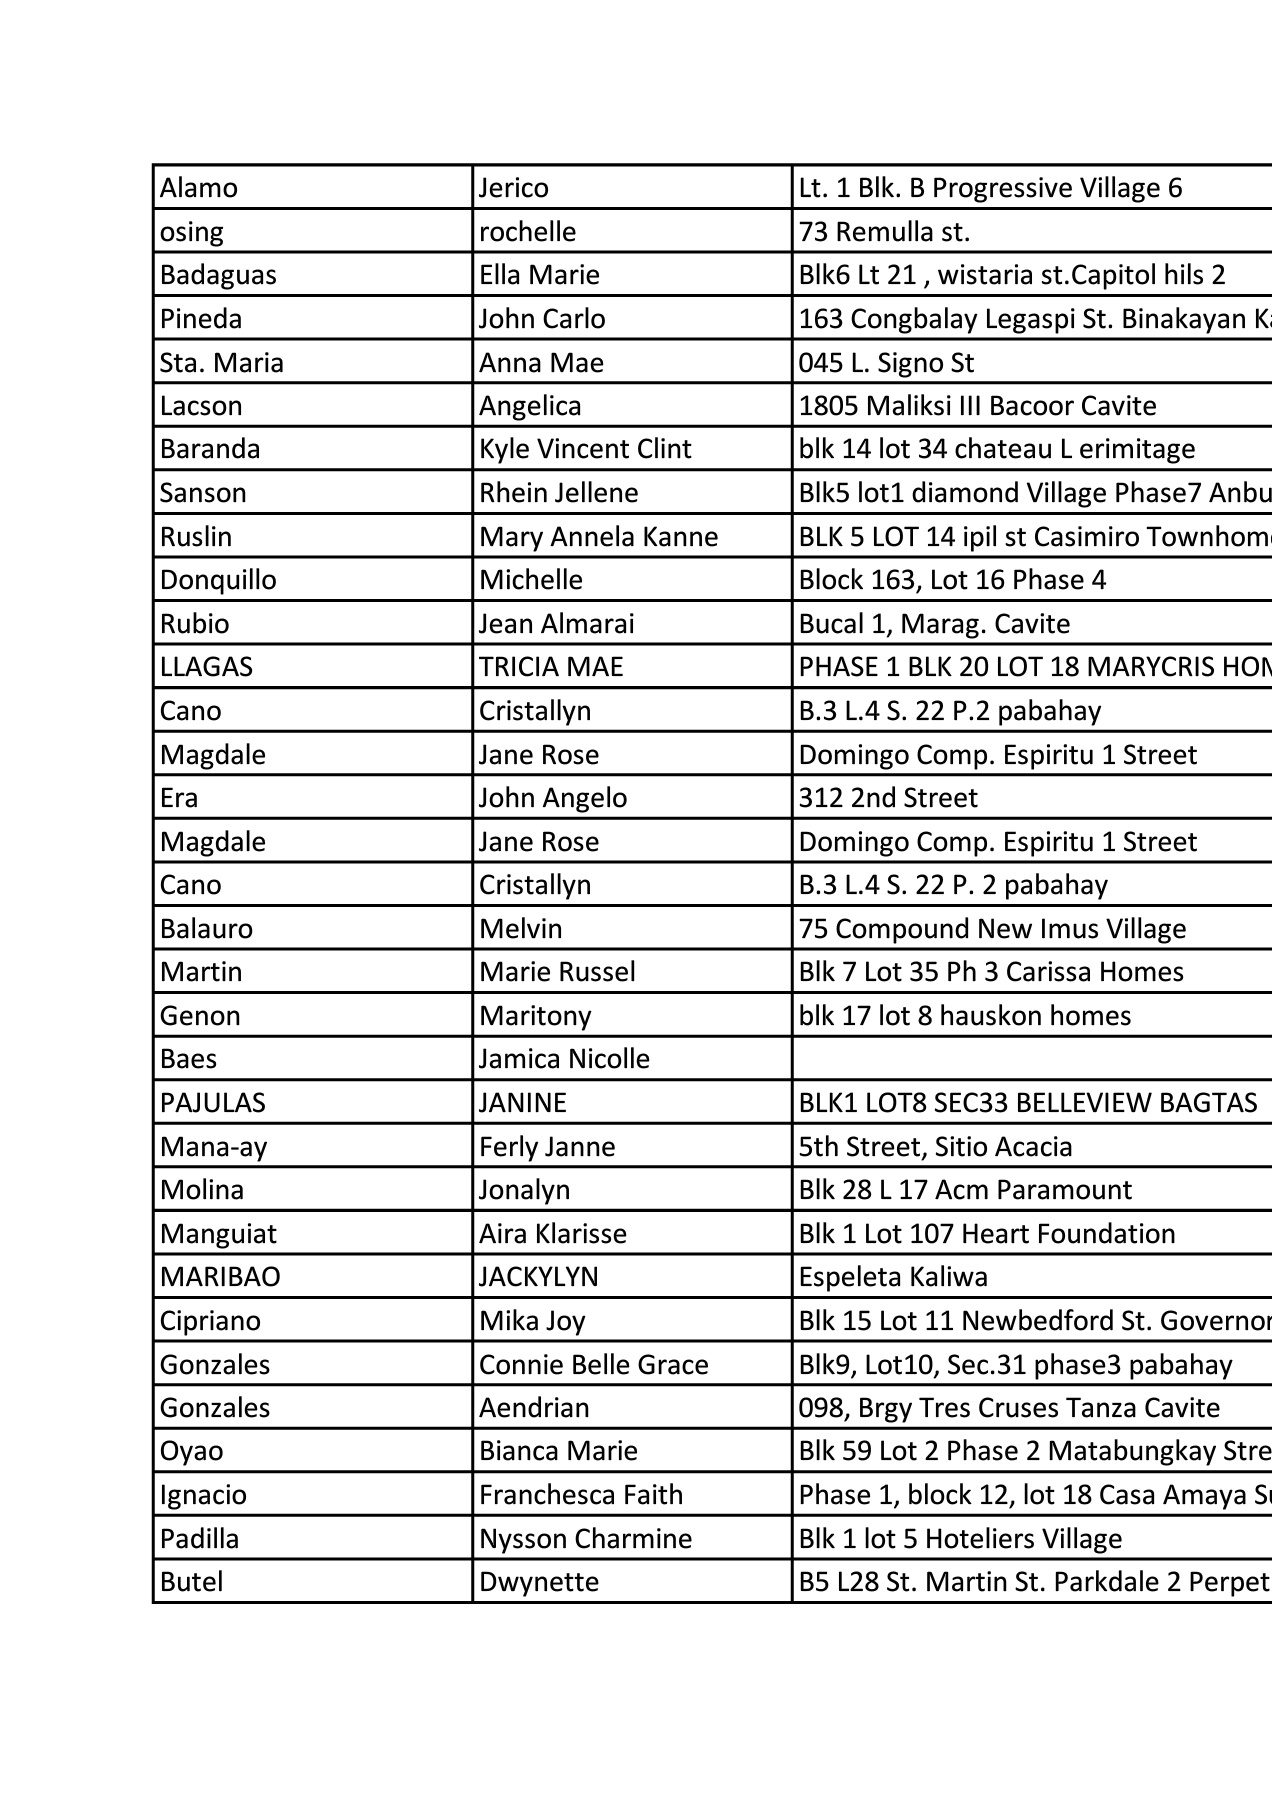 Alamo Jerico Lt. 1 Blk. B Progressive Village 6
osing rochelle 73 Remulla st.
Badaguas Ella Marie Blk6 Lt 21 , wistaria st.Capitol hils 2
Pineda John Carlo 163 Congbalay Legaspi St. Binakayan Ka
Sta. Maria Anna Mae 045 L. Signo St
Lacson Angelica 1805 Maliksi III Bacoor Cavite
Baranda Kyle Vincent Clint blk 14 lot 34 chateau L erimitage
Sanson Rhein Jellene Blk5 lot1 diamond Village Phase7 Anbu
Ruslin Mary Annela Kanne BLK 5 LOT 14 ipil st Casimiro Townhome
Donquillo Michelle Block 163, Lot 16 Phase 4
Rubio Jean Almarai Bucal 1, Marag. Cavite
LLAGAS TRICIA MAE PHASE 1 BLK 20 LOT 18 MARYCRIS HOM
Cano Cristallyn B.3 L.4 S. 22 P.2 pabahay
Magdale Jane Rose Domingo Comp. Espiritu 1 Street
Era John Angelo 312 2nd Street
Magdale Jane Rose Domingo Comp. Espiritu 1 Street
Cano Cristallyn B.3 L.4 S. 22 P. 2 pabahay
Balauro Melvin 75 Compound New Imus Village
Martin Marie Russel Blk 7 Lot 35 Ph 3 Carissa Homes
Genon Maritony blk 17 lot 8 hauskon homes
Baes Jamica Nicolle
PAJULAS JANINE BLK1 LOT8 SEC33 BELLEVIEW BAGTAS
Mana-ay Ferly Janne 5th Street, Sitio Acacia
Molina Jonalyn Blk 28 L 17 Acm Paramount
Manguiat Aira Klarisse Blk 1 Lot 107 Heart Foundation
MARIBAO JACKYLYN Espeleta Kaliwa
Cipriano Mika Joy Blk 15 Lot 11 Newbedford St. Governor
Gonzales Connie Belle Grace Blk9, Lot10, Sec.31 phase3 pabahay
Gonzales Aendrian 098, Brgy Tres Cruses Tanza Cavite
Oyao Bianca Marie Blk 59 Lot 2 Phase 2 Matabungkay Stre
Ignacio Franchesca Faith Phase 1, block 12, lot 18 Casa Amaya Su
Padilla Nysson Charmine Blk 1 lot 5 Hoteliers Village
Butel Dwynette B5 L28 St. Martin St. Parkdale 2 Perpet